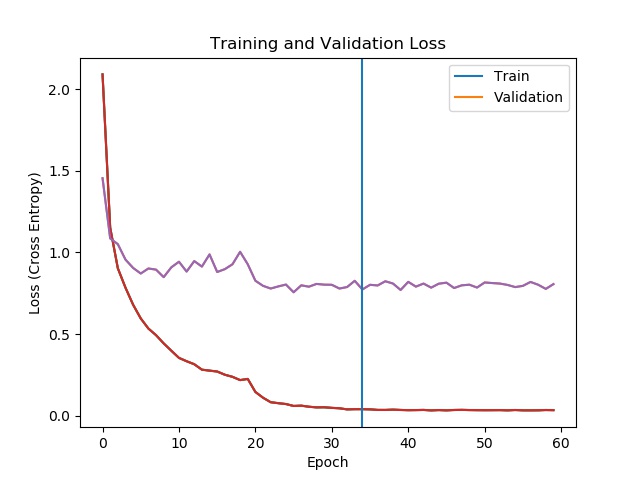 Training and Validation Loss
Train
Validation
Loss (Cross Entropy)
2.0
1.5
1.0
0.5
0.0
0 10 20 30 40 50 60
Epoch